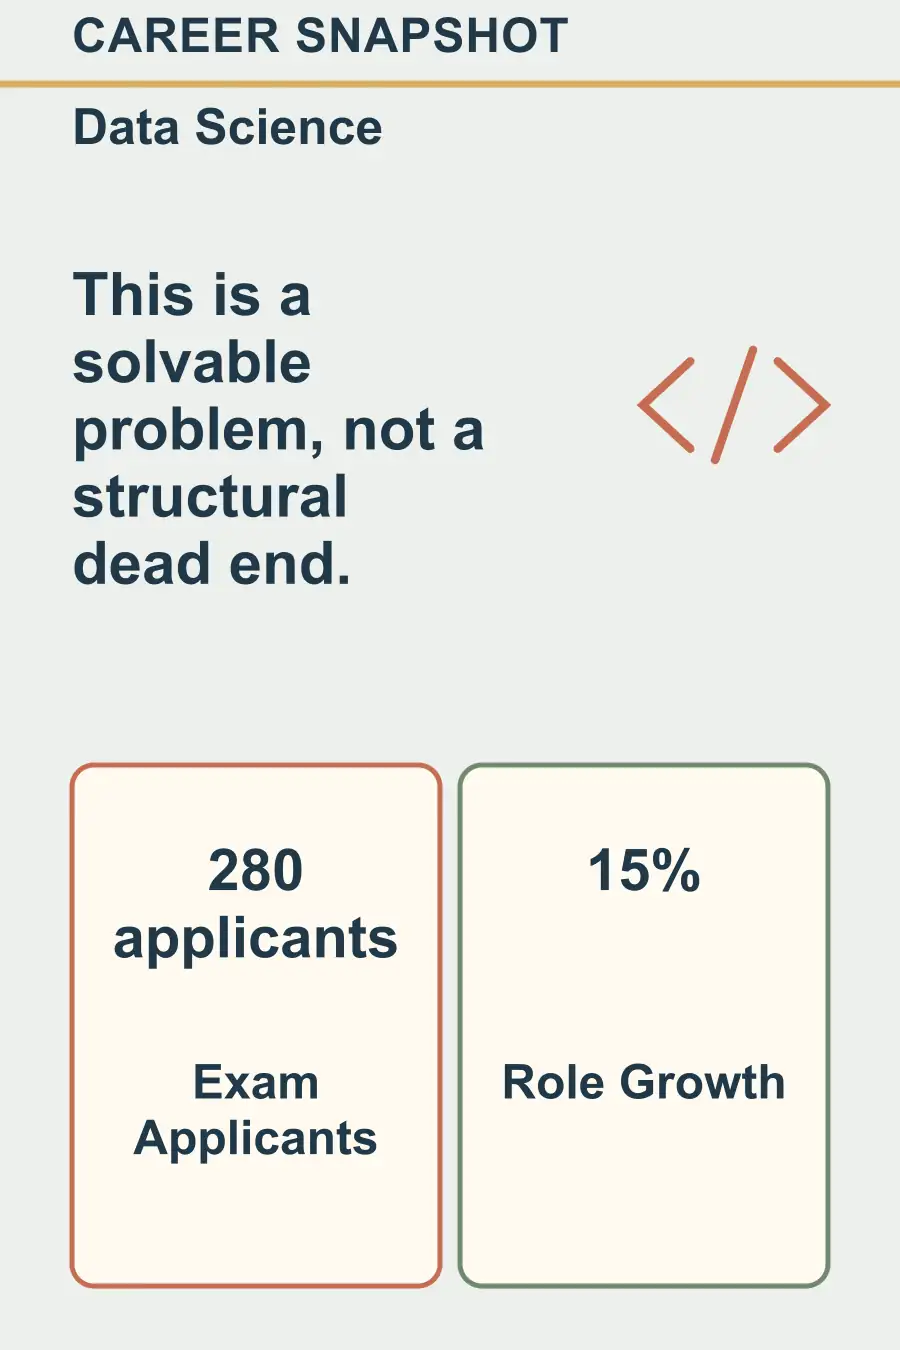 CAREER SNAPSHOT
Data Science
This is a
solvable
problem, not a
structural
dead end.
</>
280
applicants
Exam
Applicants
15%
Role Growth